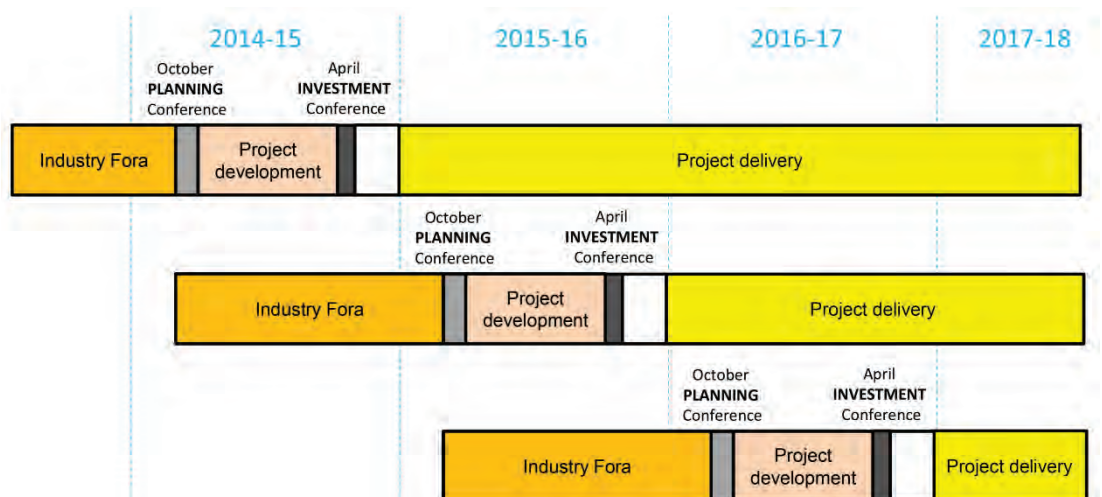 2014-15
2015-16
2016-17
2017-18
October
PLANNING
Conference
April
INVESTMENT
Conference
Industry Fora
Project
development
Project delivery
October
PLANNING
Conference
April
INVESTMENT
Conference
Industry Fora
Project
development
Project delivery
October
PLANNING
Conference
April
INVESTMENT
Conference
Industry Fora
Project
development
Project delivery